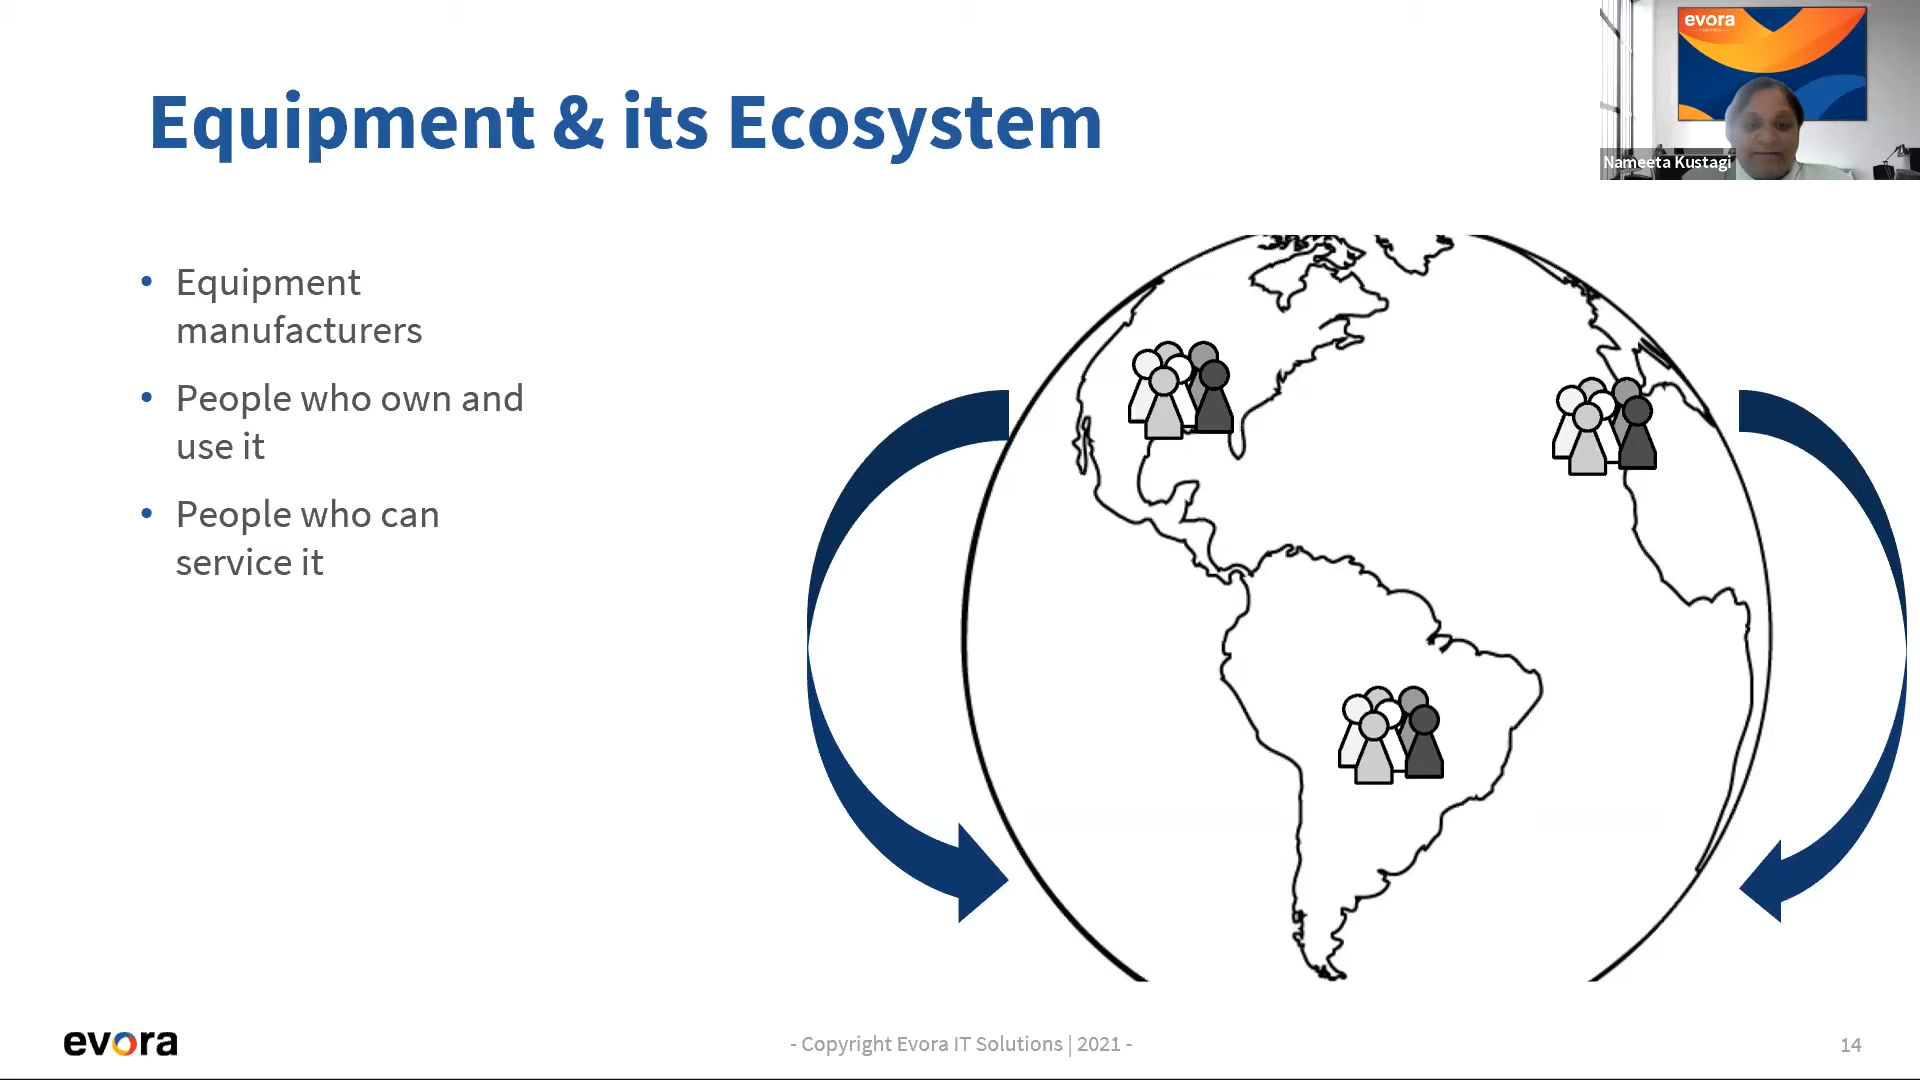 Equipment & its Ecosystem
evora
Nameeta Kustagi
• Equipment
manufacturers
• People who own and
use it
• People who can
service it
evora
- Copyright Evora IT Solutions | 2021 -
14